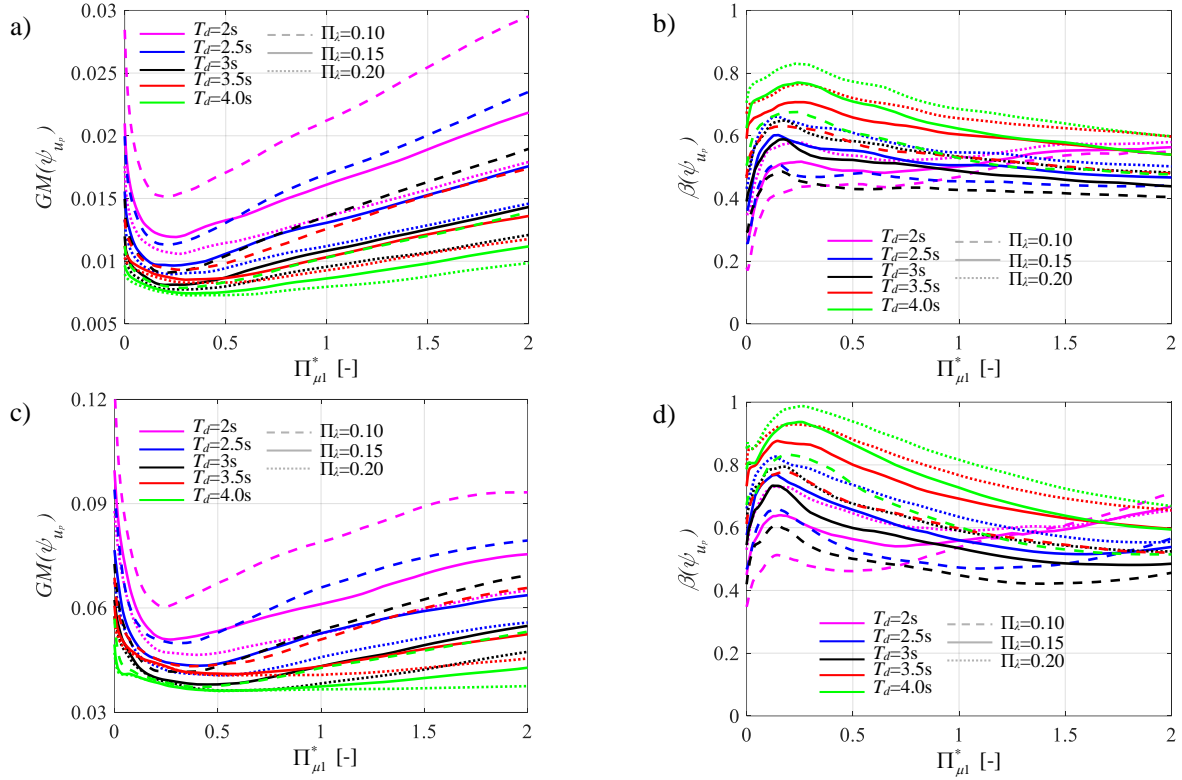 a)
GM(ψ_{u_p})
0.03
0.025
0.02
0.015
0.01
0.005
T_d=2s
T_d=2.5s
T_d=3s
T_d=3.5s
T_d=4.0s
Π_λ=0.10
Π_λ=0.15
Π_λ=0.20
0 0.5 1 1.5 2
Π*_{μ1} [-]
b)
β(ψ_{u_p})
1
0.8
0.6
0.4
0.2
0
T_d=2s
T_d=2.5s
T_d=3s
T_d=3.5s
T_d=4.0s
Π_λ=0.10
Π_λ=0.15
Π_λ=0.20
0 0.5 1 1.5 2
Π*_{μ1} [-]
c)
GM(ψ_{u_p})
0.12
0.09
0.06
0.03
T_d=2s
T_d=2.5s
T_d=3s
T_d=3.5s
T_d=4.0s
Π_λ=0.10
Π_λ=0.15
Π_λ=0.20
0 0.5 1 1.5 2
Π*_{μ1} [-]
d)
β(ψ_{u_p})
1
0.8
0.6
0.4
0.2
0
T_d=2s
T_d=2.5s
T_d=3s
T_d=3.5s
T_d=4.0s
Π_λ=0.10
Π_λ=0.15
Π_λ=0.20
0 0.5 1 1.5 2
Π*_{μ1} [-]